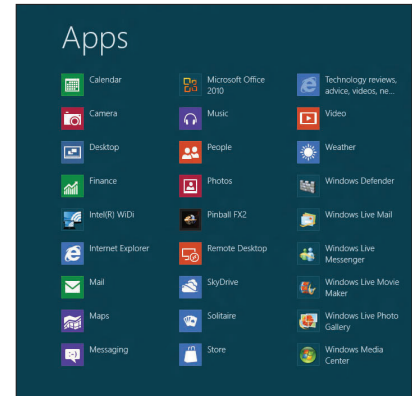 Apps
Calendar
Camera
Desktop
Finance
Intel(R) WiDi
Internet Explorer
Mail
Maps
Messaging
Microsoft Office
2010
Music
People
Photos
Pinball FX2
Remote Desktop
SkyDrive
Solitaire
Store
Technology reviews,
advice, videos, ne...
Video
Weather
Windows Defender
Windows Live Mail
Windows Live
Messenger
Windows Live Movie
Maker
Windows Live Photo
Gallery
Windows Media
Center